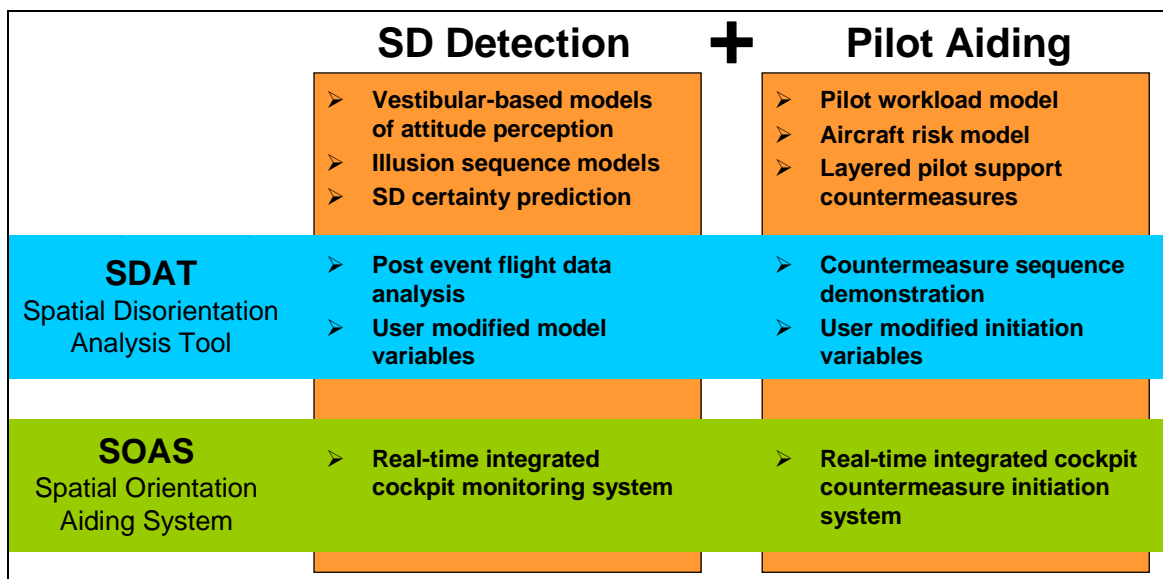 SD Detection + Pilot Aiding
➢ Vestibular-based models
of attitude perception
➢ Illusion sequence models
➢ SD certainty prediction
➢ Pilot workload model
➢ Aircraft risk model
➢ Layered pilot support
countermeasures
SDAT
Spatial Disorientation
Analysis Tool
➢ Post event flight data
analysis
➢ User modified model
variables
➢ Countermeasure sequence
demonstration
➢ User modified initiation
variables
SOAS
Spatial Orientation
Aiding System
➢ Real-time integrated
cockpit monitoring system
➢ Real-time integrated cockpit
countermeasure initiation
system